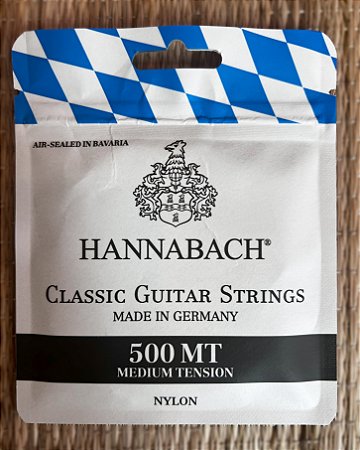 AIR-SEALED IN BAVARIA
HANNABACH®
CLASSIC GUITAR STRINGS
MADE IN GERMANY
500 MT
MEDIUM TENSION
NYLON